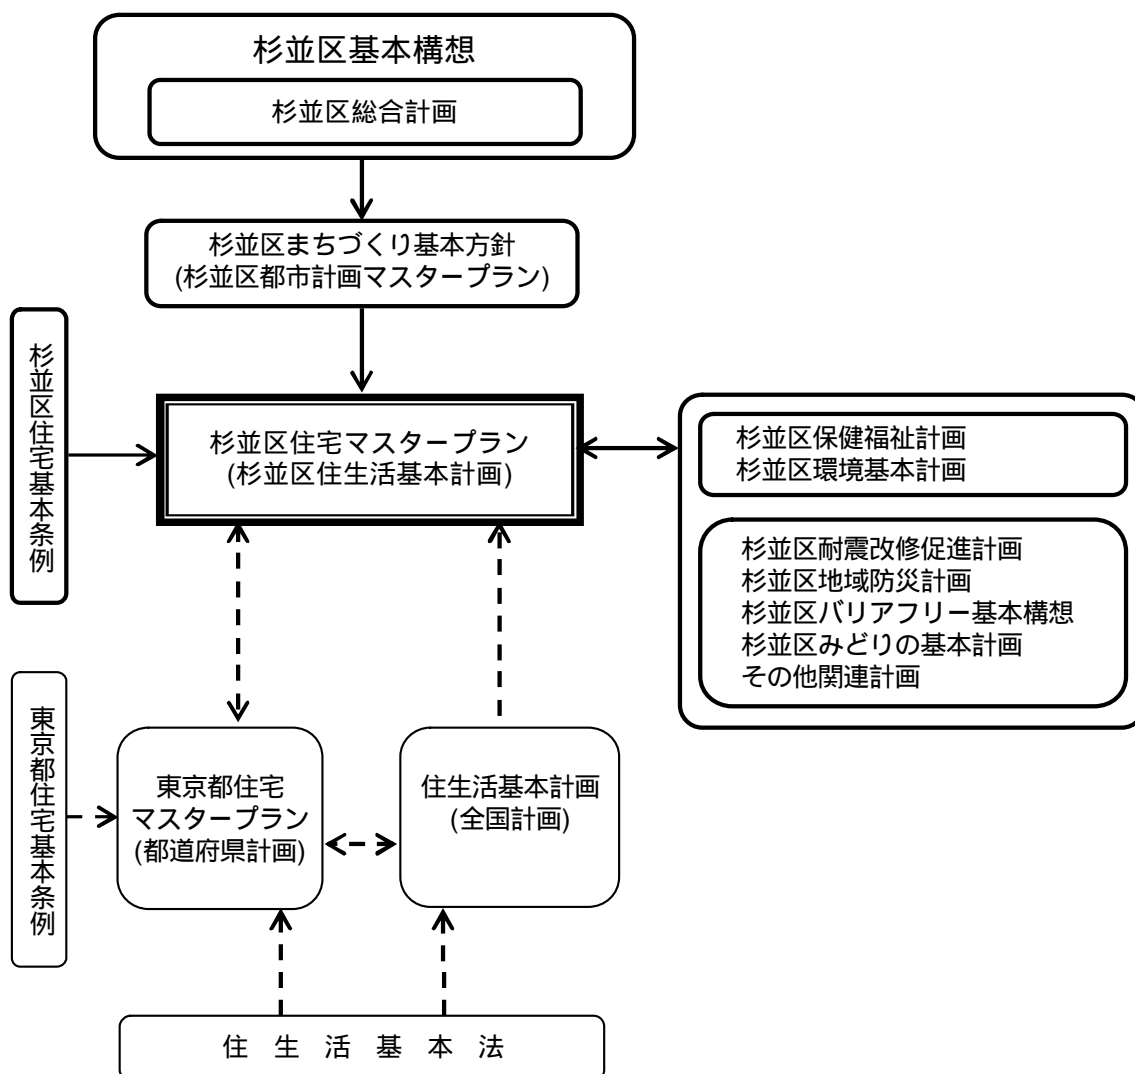 杉並区基本構想
杉並区総合計画
杉並区まちづくり基本方針
(杉並区都市計画マスタープラン)
杉並区住宅基本条例
杉並区住宅マスタープラン
(杉並区住生活基本計画)
杉並区保健福祉計画
杉並区環境基本計画
杉並区耐震改修促進計画
杉並区地域防災計画
杉並区バリアフリー基本構想
杉並区みどりの基本計画
その他関連計画
東京都住宅基本条例
東京都住宅
マスタープラン
(都道府県計画)
住生活基本計画
(全国計画)
住生活基本法